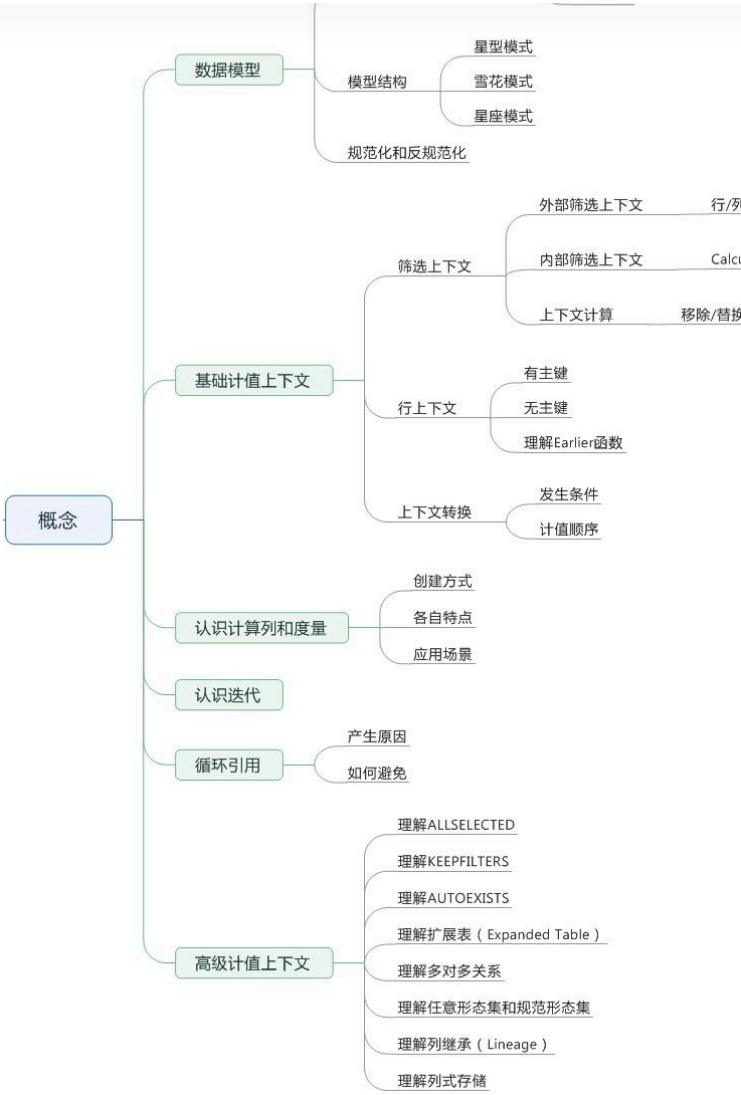 数据模型
模型结构
星型模式
雪花模式
星座模式
规范化和反规范化
基础计值上下文
筛选上下文
外部筛选上下文
行/列
内部筛选上下文
Calcu
上下文计算
移除/替换
行上下文
有主键
无主键
理解Earlier函数
上下文转换
发生条件
计值顺序
概念
认识计算列和度量
创建方式
各自特点
应用场景
认识迭代
循环引用
产生原因
如何避免
高级计值上下文
理解ALLSELECTED
理解KEEPFILTERS
理解AUTOEXISTS
理解扩展表（Expanded Table）
理解多对多关系
理解任意形态集和规范形态集
理解列继承（Lineage）
理解列式存储